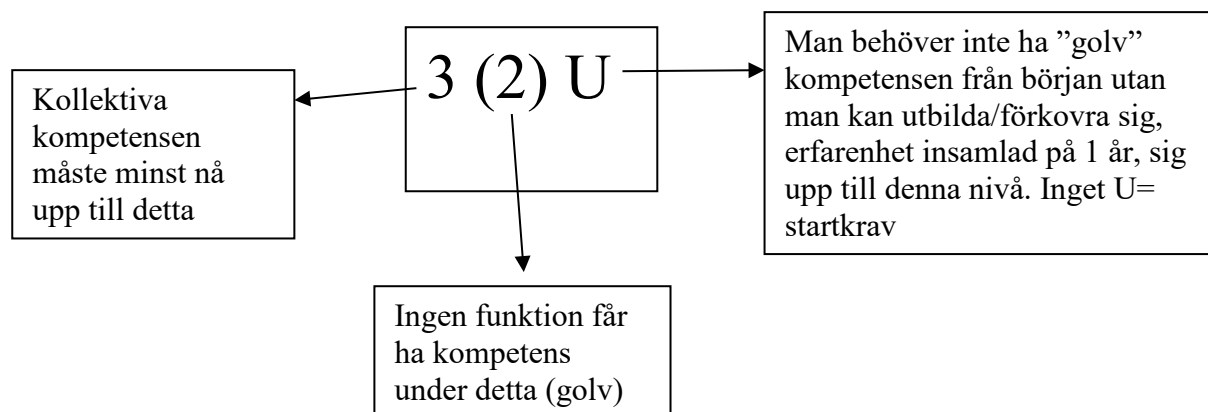 3 (2) U
Kollektiva
kompetensen
måste minst nå
upp till detta
Man behöver inte ha ”golv”
kompetensen från början utan
man kan utbilda/förkovra sig,
erfarenhet insamlad på 1 år, sig
upp till denna nivå. Inget U=
startkrav
Ingen funktion får
ha kompetens
under detta (golv)